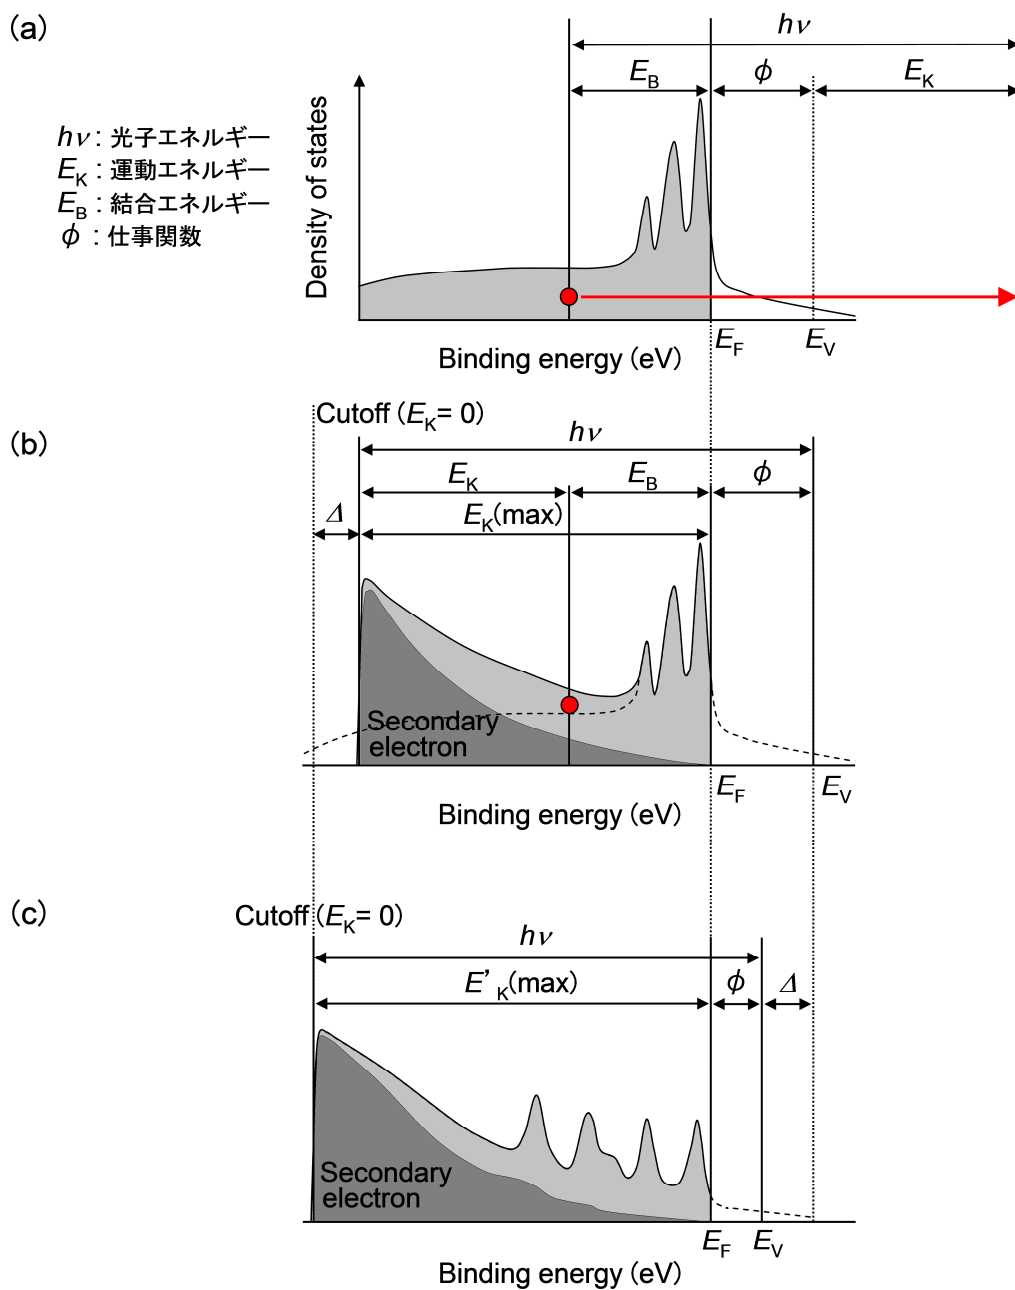 (a)
hν
E_B
ϕ
E_K
hν : 光子エネルギー
E_K : 運動エネルギー
E_B : 結合エネルギー
ϕ : 仕事関数
Density of states
E_F
E_V
Binding energy (eV)
Cutoff (E_K= 0)
(b)
hν
E_K
E_B
ϕ
Δ
E_K(max)
Secondary
electron
E_F
E_V
Binding energy (eV)
(c)
Cutoff (E_K= 0)
hν
E'_K(max)
ϕ
Δ
Secondary
electron
E_F
E_V
Binding energy (eV)